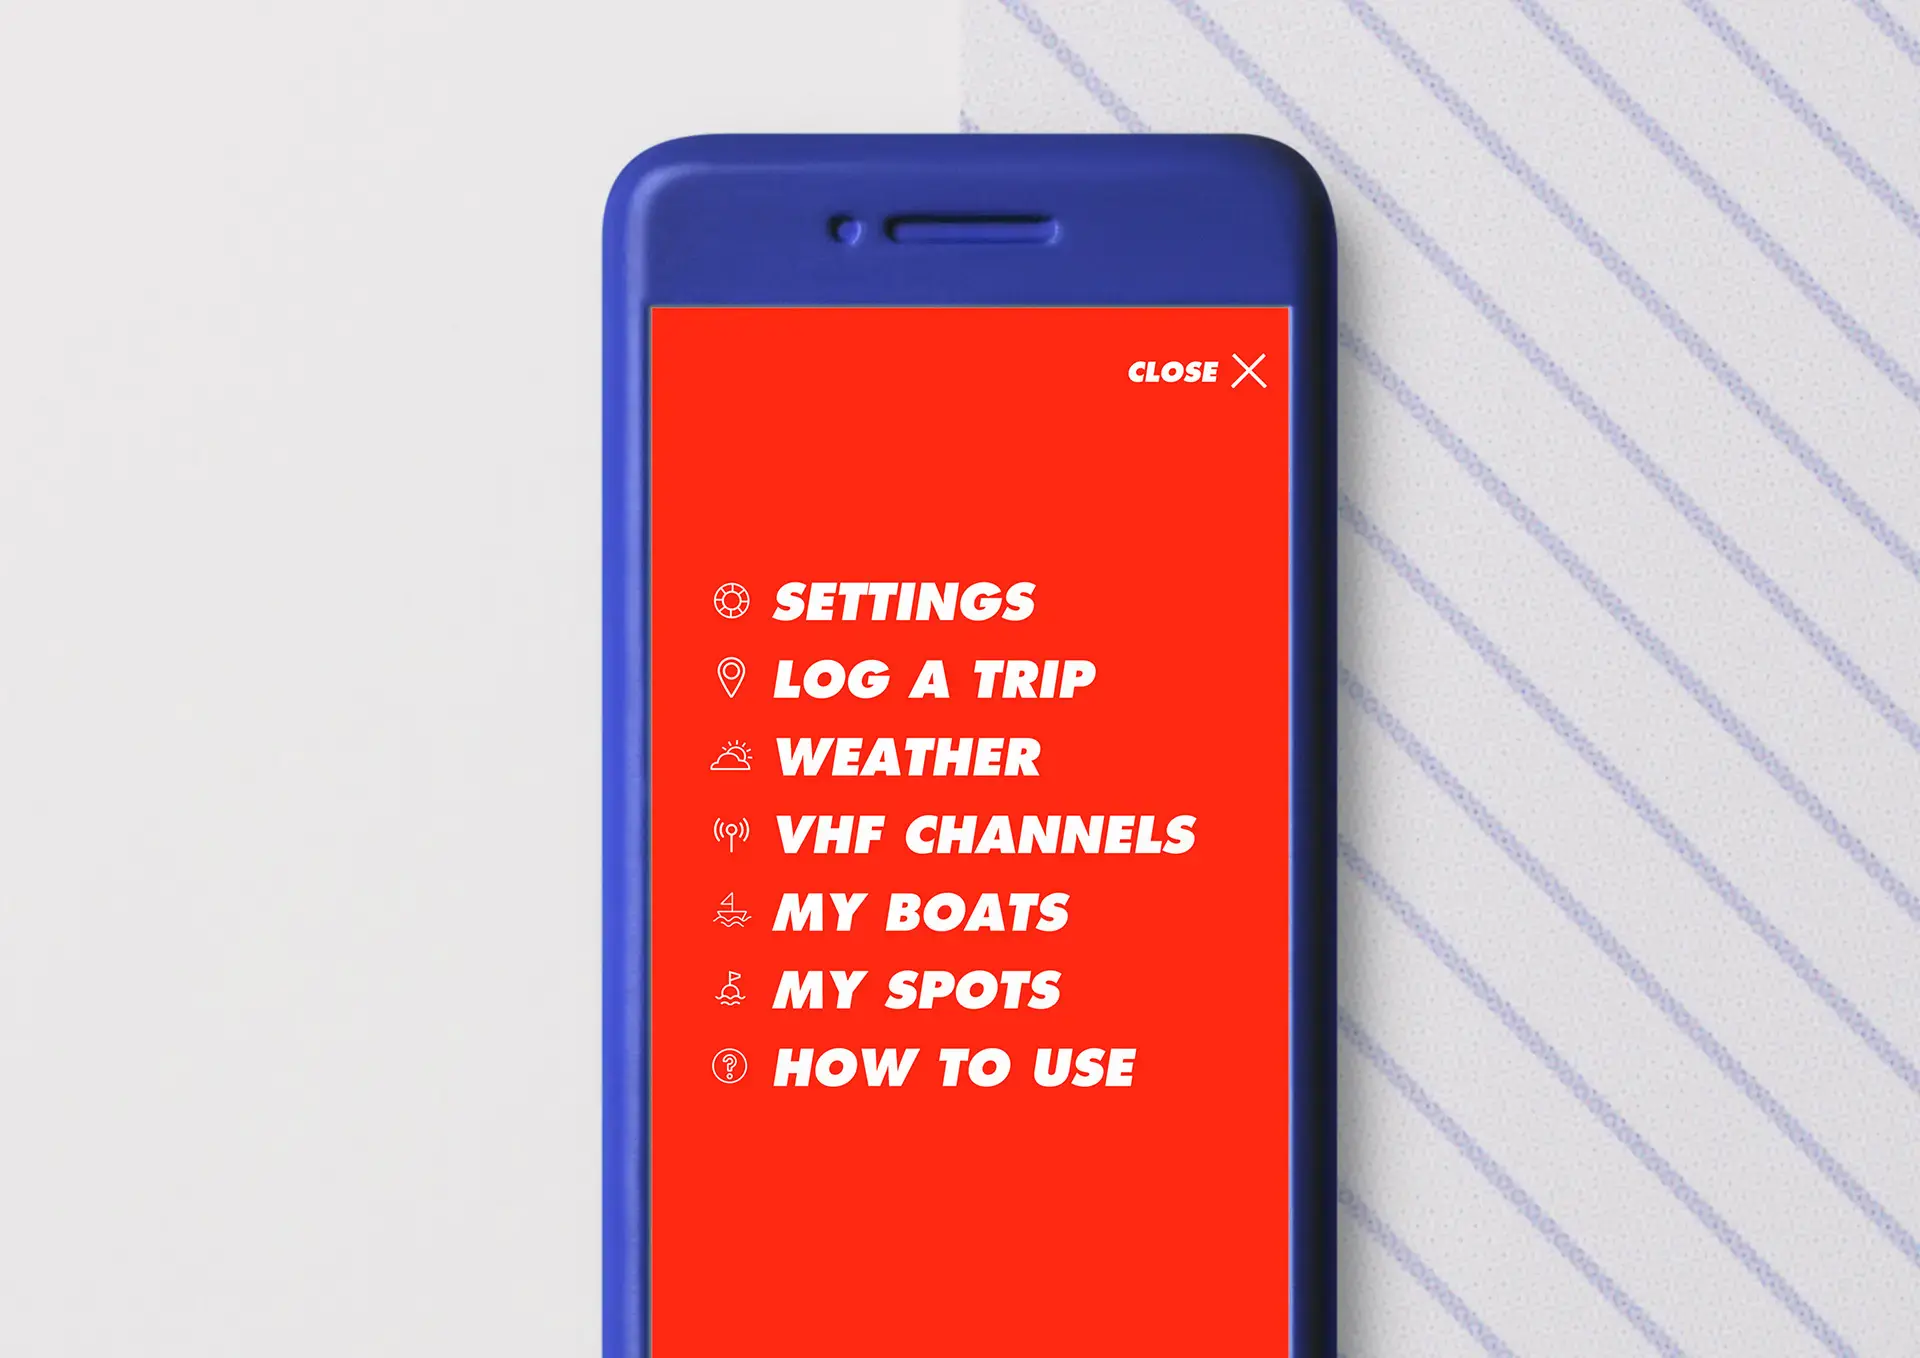 CLOSE
SETTINGS
LOG A TRIP
WEATHER
VHF CHANNELS
MY BOATS
MY SPOTS
HOW TO USE